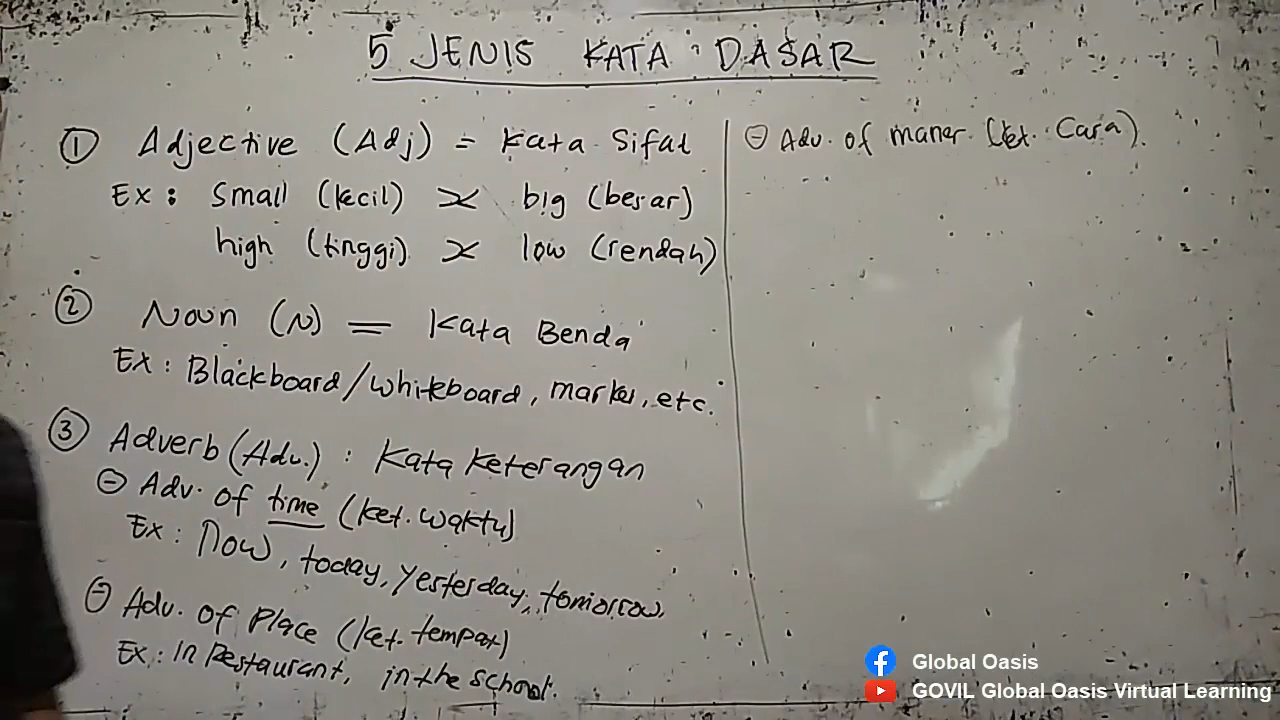 5 JENIS KATA DASAR
① Adjective (Adj) = Kata Sifat
Ex : Small (kecil) >< big (besar)
high (tinggi) >< low (rendah)
② Noun (N) = Kata Benda
Ex : Blackboard/whiteboard, marker, etc.
③ Adverb (Adv.) : Kata Keterangan
⊖ Adv. of time (ket. waktu)
Ex : Now, today, yesterday, tomorrow.
⊖ Adv. of Place (ket. tempat)
Ex : in Restaurant, in the school.
⊖ Adv. of maner (ket. Cara).
Global Oasis
GOVIL Global Oasis Virtual Learning